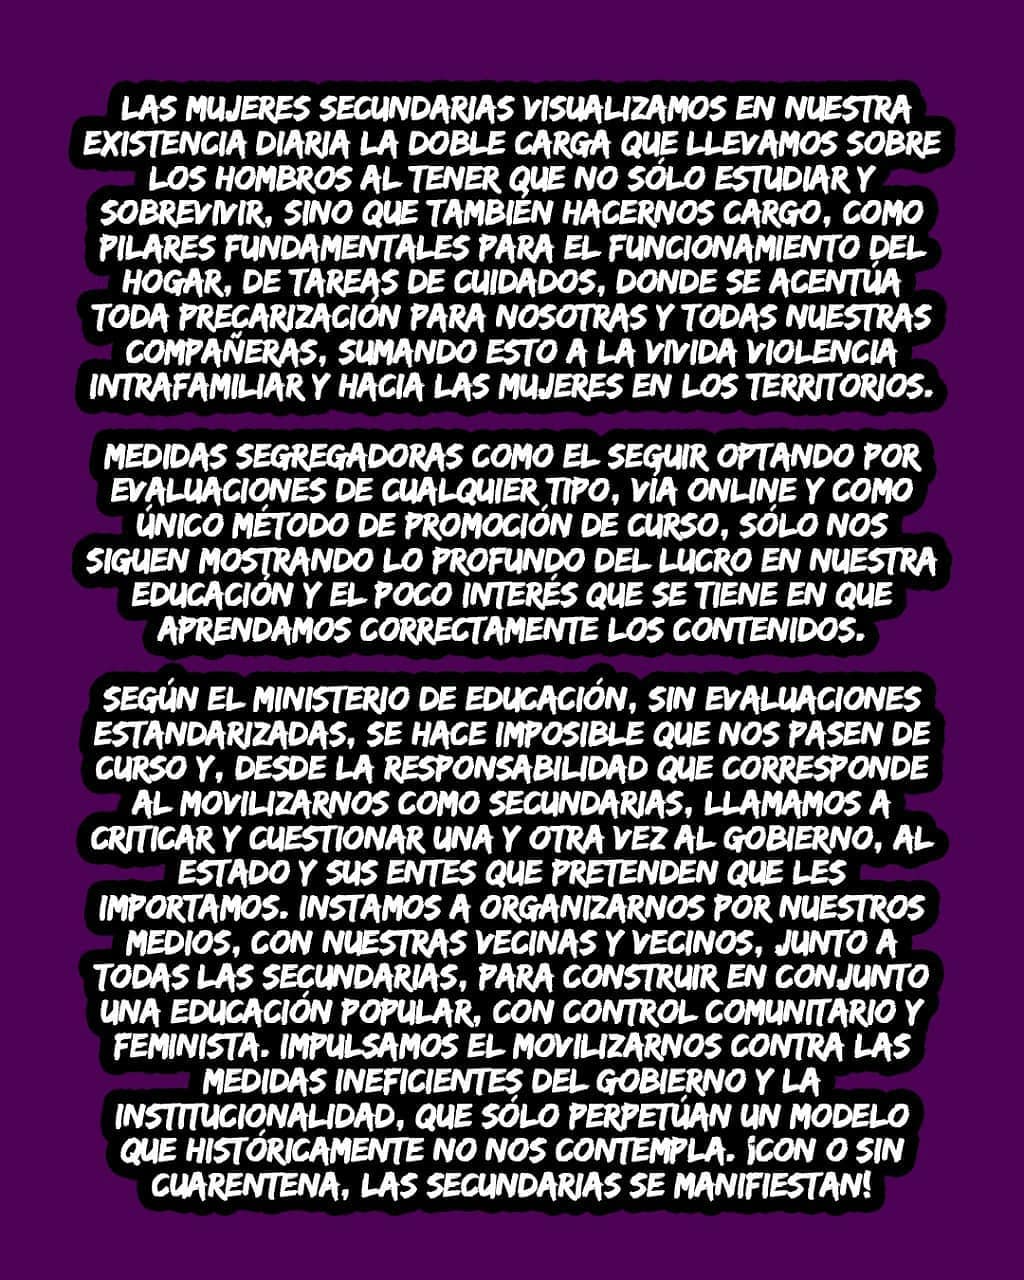 LAS MUJERES SECUNDARIAS VISUALIZAMOS EN NUESTRA
EXISTENCIA DIARIA LA DOBLE CARGA QUE LLEVAMOS SOBRE
LOS HOMBROS AL TENER QUE NO SÓLO ESTUDIAR Y
SOBREVIVIR, SINO QUE TAMBIÉN HACERNOS CARGO, COMO
PILARES FUNDAMENTALES PARA EL FUNCIONAMIENTO DEL
HOGAR, DE TAREAS DE CUIDADOS, DONDE SE ACENTÚA
TODA PRECARIZACIÓN PARA NOSOTRAS Y TODAS NUESTRAS
COMPAÑERAS, SUMANDO ESTO A LA VIVIDA VIOLENCIA
INTRAFAMILIAR Y HACIA LAS MUJERES EN LOS TERRITORIOS.
MEDIDAS SEGREGADORAS COMO EL SEGUIR OPTANDO POR
EVALUACIONES DE CUALQUIER TIPO, VÍA ONLINE Y COMO
ÚNICO MÉTODO DE PROMOCIÓN DE CURSO, SÓLO NOS
SIGUEN MOSTRANDO LO PROFUNDO DEL LUCRO EN NUESTRA
EDUCACIÓN Y EL POCO INTERÉS QUE SE TIENE EN QUE
APRENDAMOS CORRECTAMENTE LOS CONTENIDOS.
SEGÚN EL MINISTERIO DE EDUCACIÓN, SIN EVALUACIONES
ESTANDARIZADAS, SE HACE IMPOSIBLE QUE NOS PASEN DE
CURSO Y, DESDE LA RESPONSABILIDAD QUE CORRESPONDE
AL MOVILIZARNOS COMO SECUNDARIAS, LLAMAMOS A
CRITICAR Y CUESTIONAR UNA Y OTRA VEZ AL GOBIERNO, AL
ESTADO Y SUS ENTES QUE PRETENDEN QUE LES
IMPORTAMOS. INSTAMOS A ORGANIZARNOS POR NUESTROS
MEDIOS, CON NUESTRAS VECINAS Y VECINOS, JUNTO A
TODAS LAS SECUNDARIAS, PARA CONSTRUIR EN CONJUNTO
UNA EDUCACIÓN POPULAR, CON CONTROL COMUNITARIO Y
FEMINISTA. IMPULSAMOS EL MOVILIZARNOS CONTRA LAS
MEDIDAS INEFICIENTES DEL GOBIERNO Y LA
INSTITUCIONALIDAD, QUE SÓLO PERPETÚAN UN MODELO
QUE HISTÓRICAMENTE NO NOS CONTEMPLA. ¡CON O SIN
CUARENTENA, LAS SECUNDARIAS SE MANIFIESTAN!